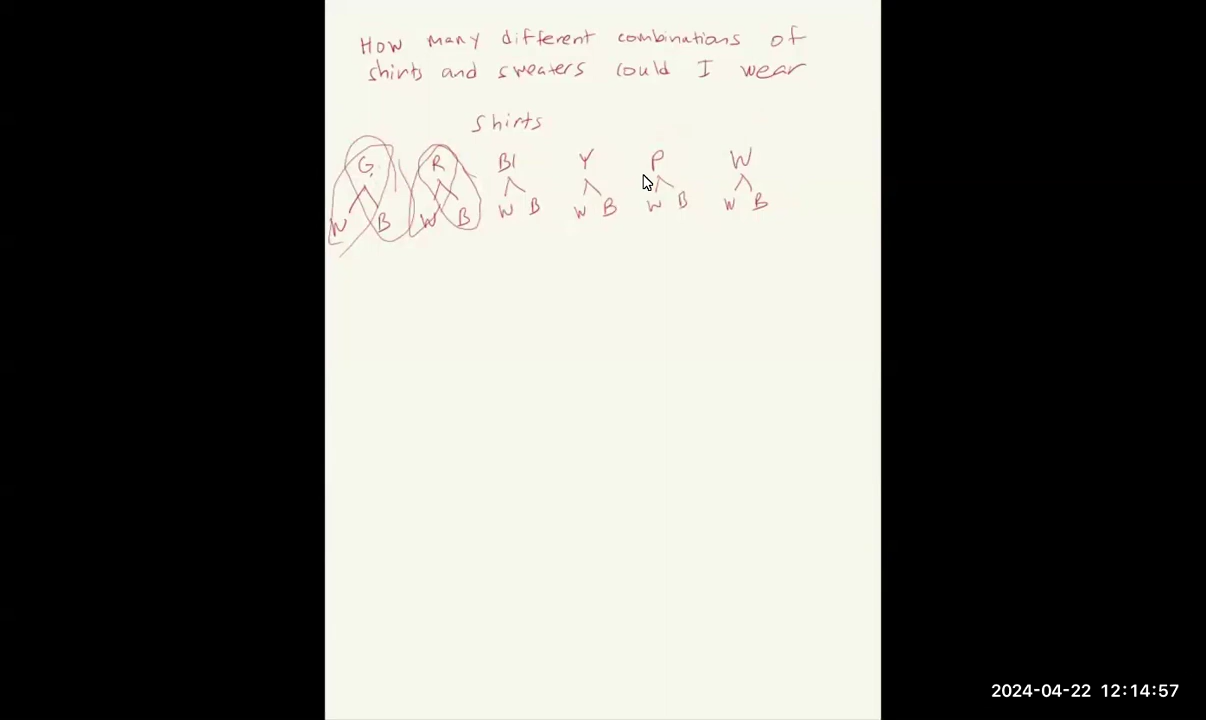 How many different combinations of
shirts and sweaters could I wear
shirts
G R Bl Y P W
W B W B W B W B W B W B
2024-04-22 12:14:57